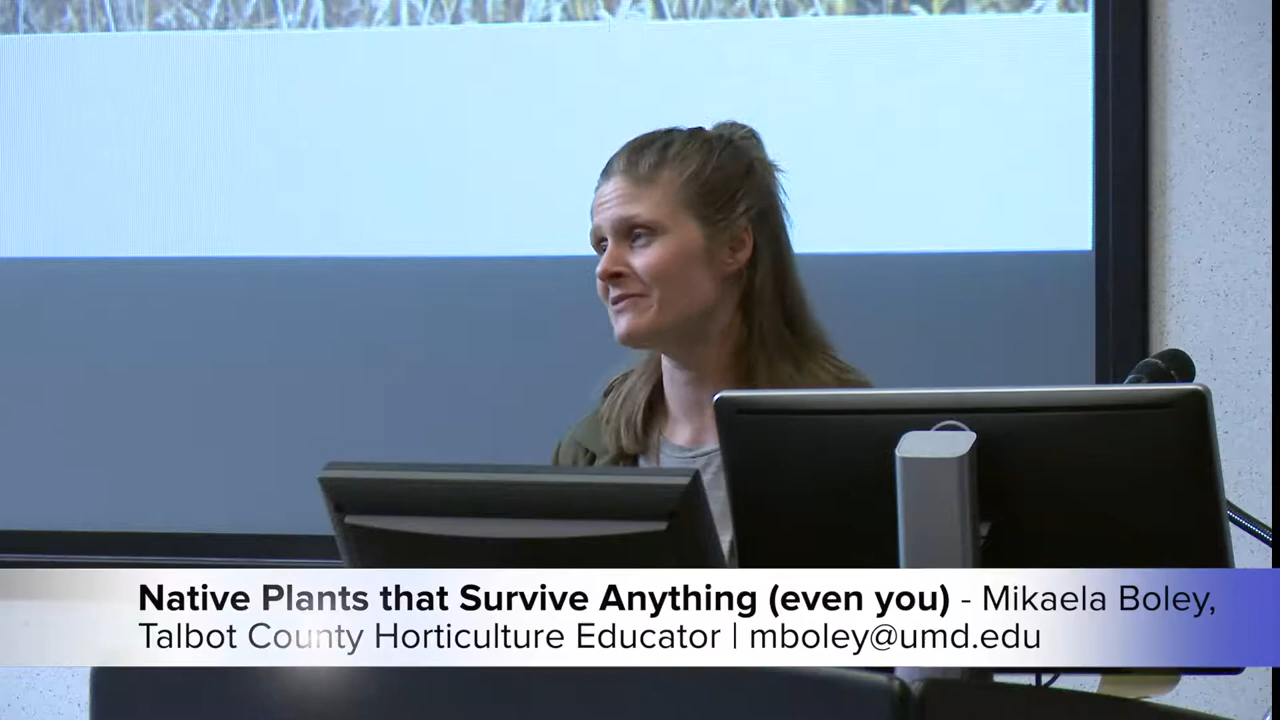 Native Plants that Survive Anything (even you) - Mikaela Boley,
Talbot County Horticulture Educator | mboley@umd.edu